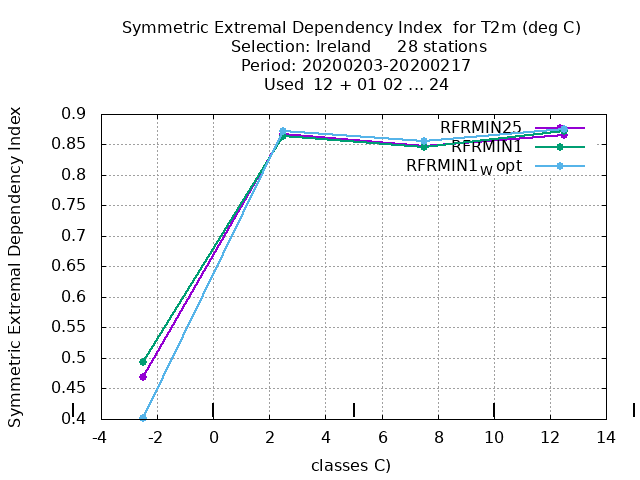 Symmetric Extremal Dependency Index  for T2m (deg C)
Selection: Ireland     28 stations
Period: 20200203-20200217
Used  12 + 01 02 ... 24
Symmetric Extremal Dependency Index
0.9
0.85
0.8
0.75
0.7
0.65
0.6
0.55
0.5
0.45
0.4
RFRMIN25
RFRMIN1
RFRMIN1w opt
-4 -2 0 2 4 6 8 10 12 14
classes C)